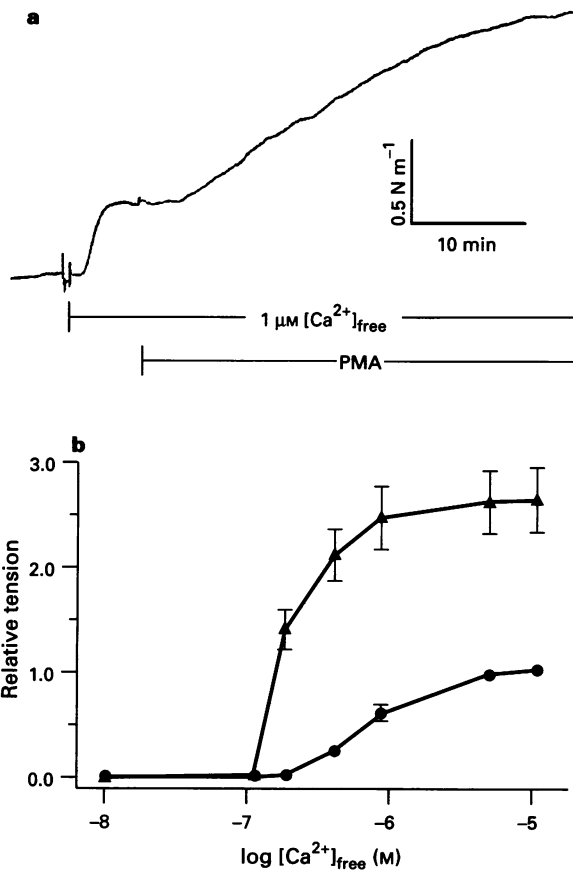 a
0.5 N m⁻¹
10 min
1 μM [Ca²⁺]free
PMA
b
3.0
2.0
1.0
0.0
Relative tension
−8 −7 −6 −5
log [Ca²⁺]free (M)